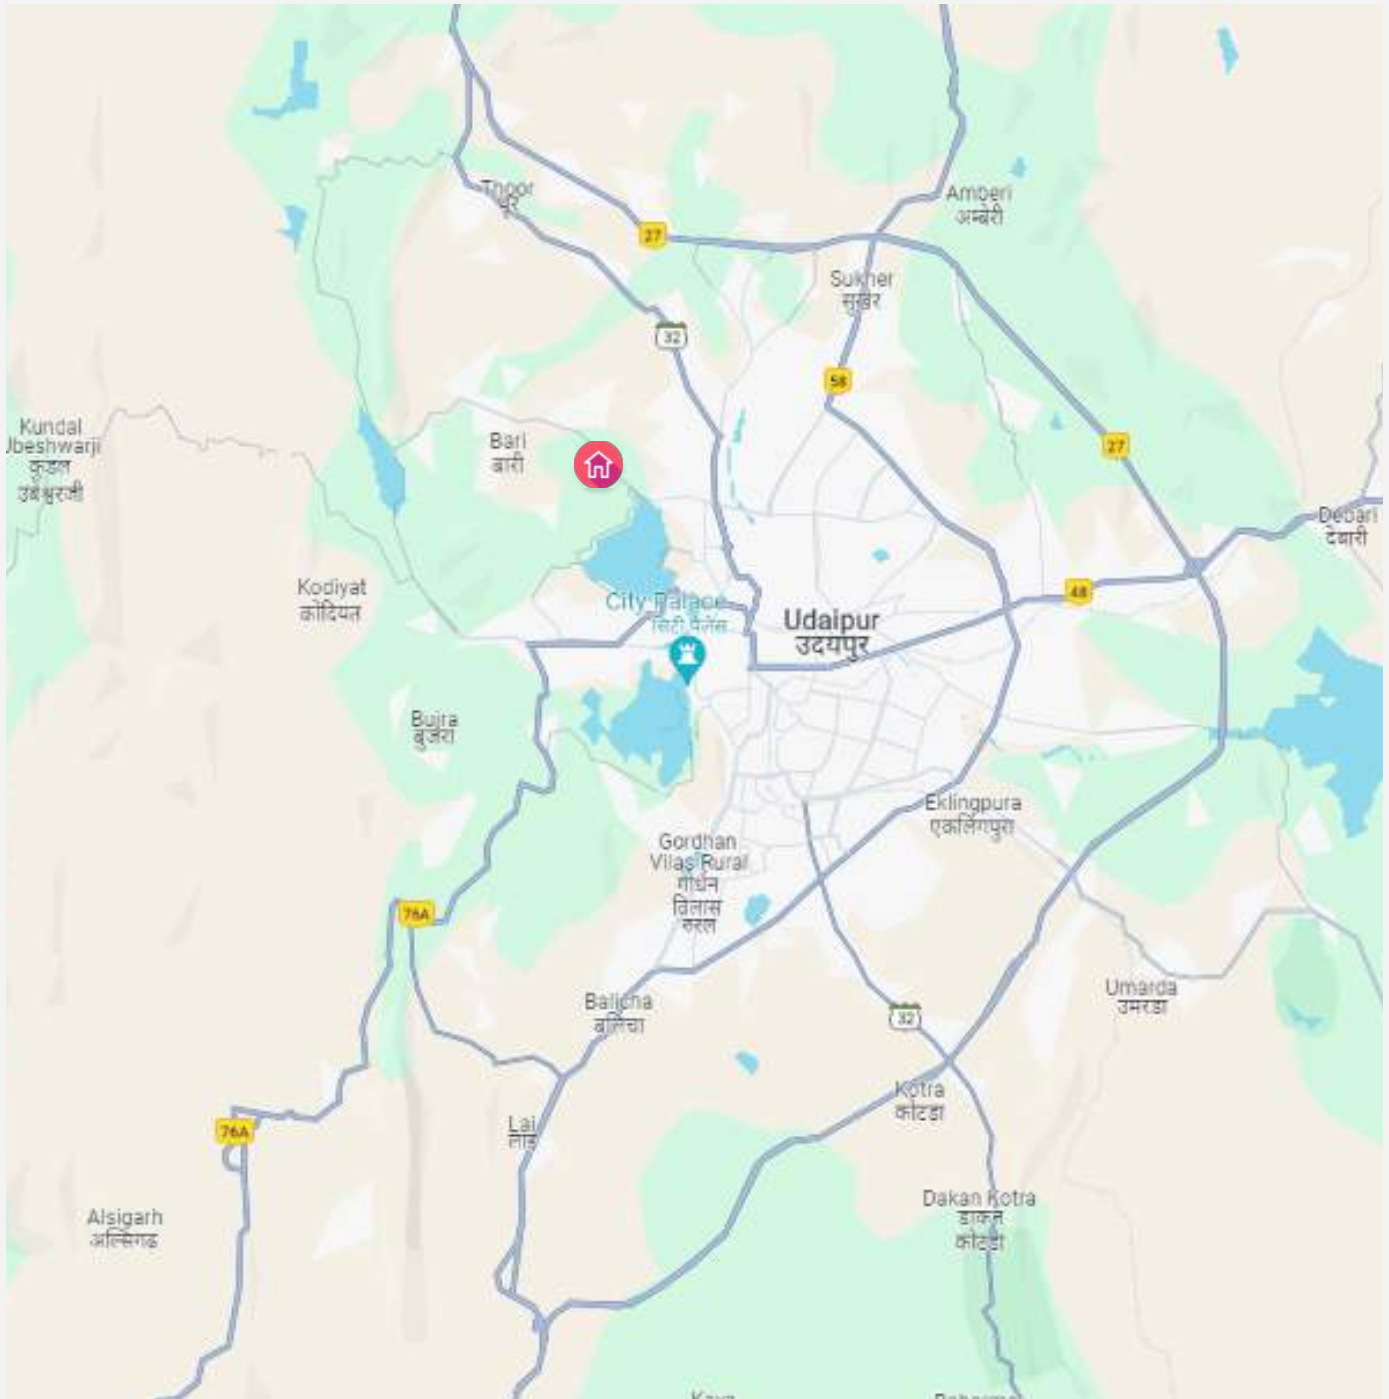 Thoor
थूर
27
Amberi
अम्बेरी
Sukher
सुखेर
32
58
Kundal
Ubeshwarji
कुंडल
उबेश्वरजी
Bari
बारी
27
Debari
देबारी
Kodiyat
कोदियत
City Palace
सिटी पैलेस
Udaipur
उदयपुर
48
Bujra
बुजरा
Eklingpura
एकलिंगपुरा
Gordhan
Vilas Rural
गोर्धन
विलास
रुरल
76A
Balicha
बलिचा
Umarda
उमरडा
32
Kotra
कोटडा
Lai
लाई
76A
Alsigarh
अल्सिगढ
Dakan Kotra
डाकन
कोटडा
Kaya